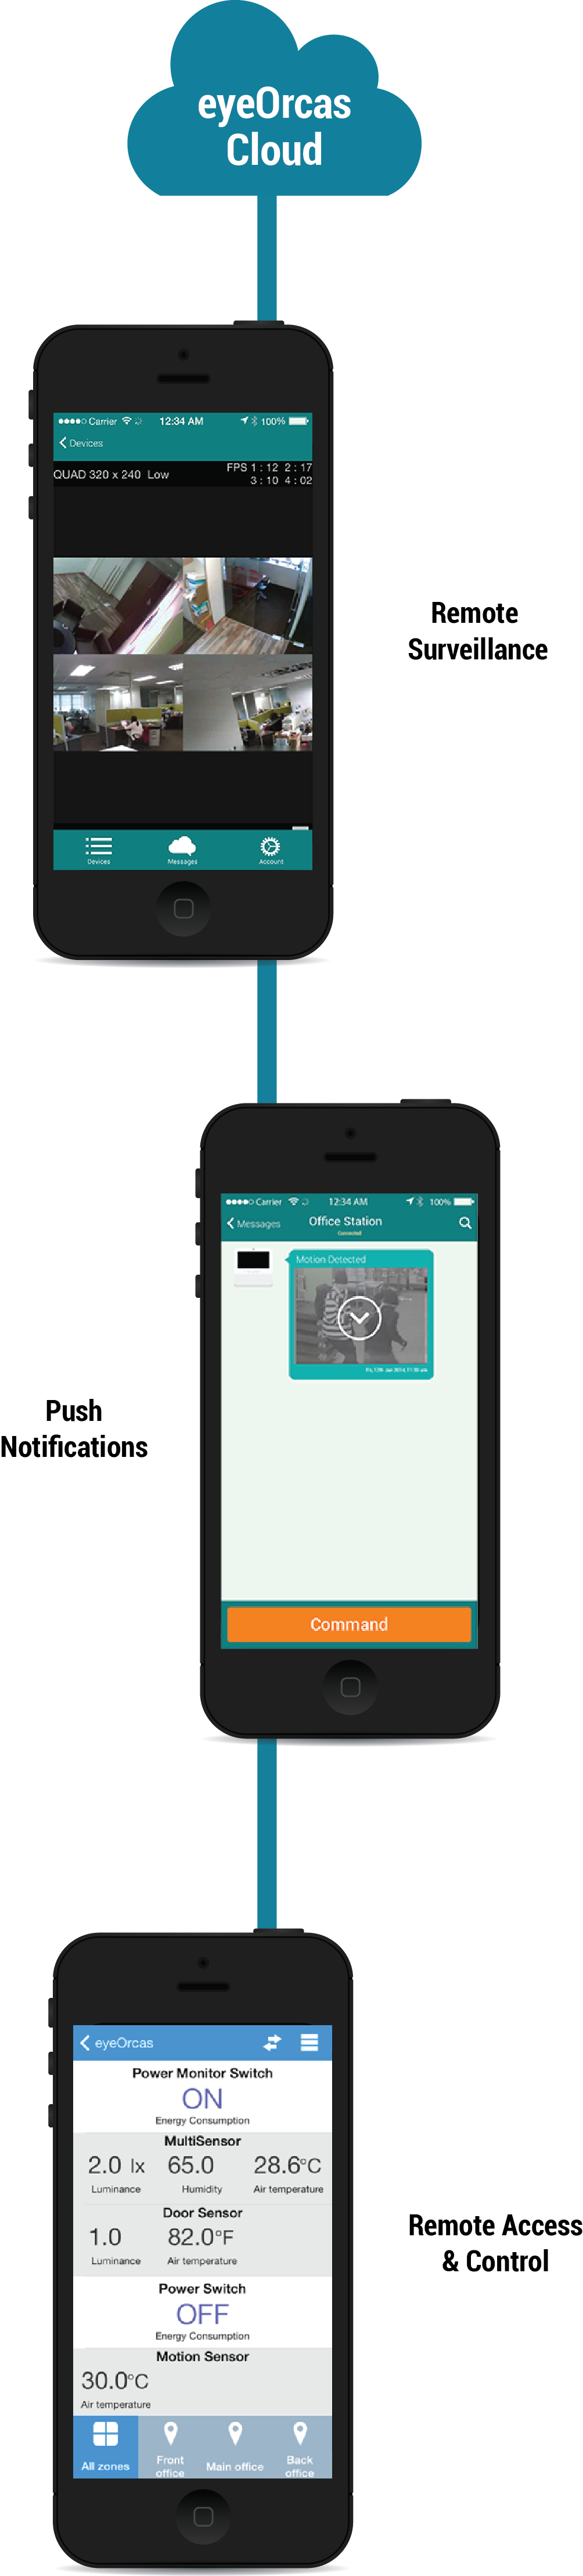 eyeOrcas
Cloud
Carrier 12:34 AM 100%
Devices
QUAD 320 x 240 Low
FPS 1 : 12 2 : 17
3 : 10 4 : 02
Remote
Surveillance
Devices Messages Account
Carrier 12:34 AM 100%
Messages Office Station
Connected
Motion Detected
Push
Notifications
Command
eyeOrcas
Power Monitor Switch
ON
Energy Consumption
MultiSensor
2.0 lx 65.0 28.6°C
Luminance Humidity Air temperature
Door Sensor
1.0 82.0°F
Luminance Air temperature
Remote Access
& Control
Power Switch
OFF
Energy Consumption
Motion Sensor
30.0°C
Air temperature
All zones
Front
office
Main office
Back
office